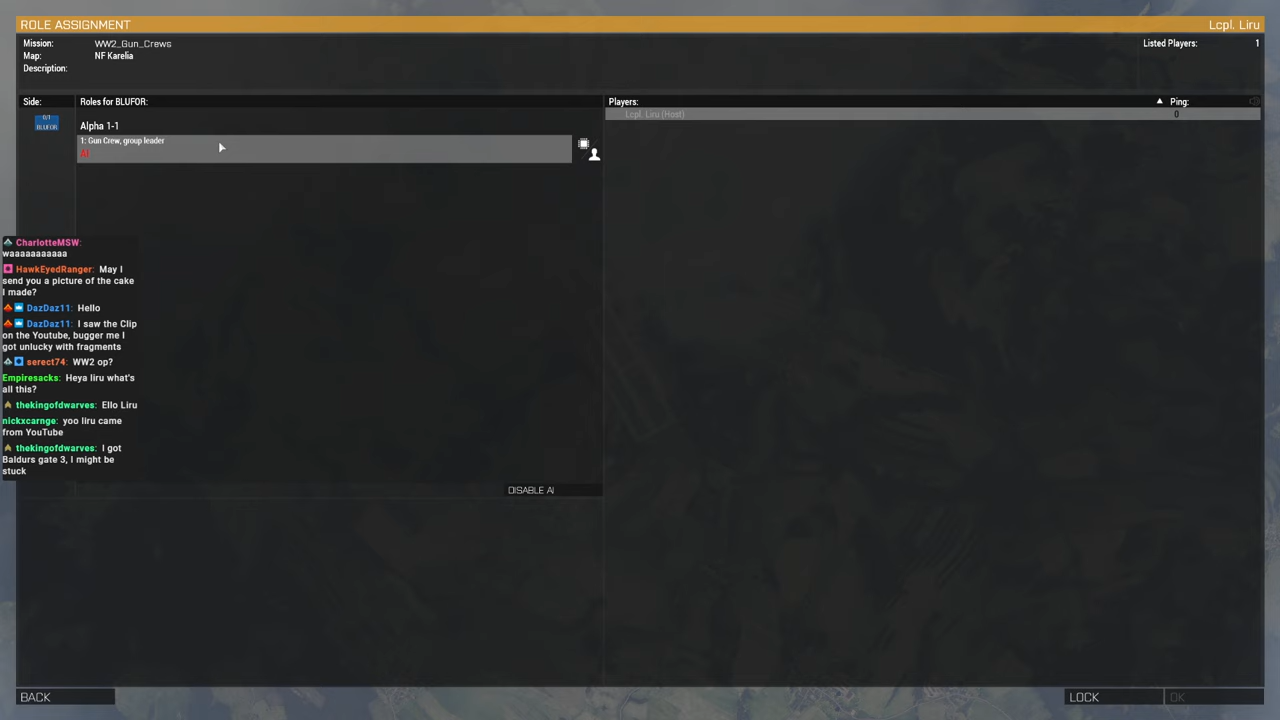 ROLE ASSIGNMENT
Lcpl. Liru
Mission: WW2_Gun_Crews
Listed Players: 1
Map: NF Karelia
Description:
Side:
Roles for BLUFOR:
Players:
Ping:
0/1
BLUFOR
Alpha 1-1
1: Gun Crew, group leader
AI
Lcpl. Liru (Host)
0
CharlotteMSW:
waaaaaaaaaaa
HawkEyedRanger: May I
send you a picture of the cake
I made?
DazDaz11: Hello
DazDaz11: I saw the Clip
on the Youtube, bugger me I
got unlucky with fragments
serect74: WW2 op?
Empiresacks: Heya liru what's
all this?
thekingofdwarves: Ello Liru
nickxcarnge: yoo liru came
from YouTube
thekingofdwarves: I got
Baldurs gate 3, I might be
stuck
DISABLE AI
BACK
LOCK
OK